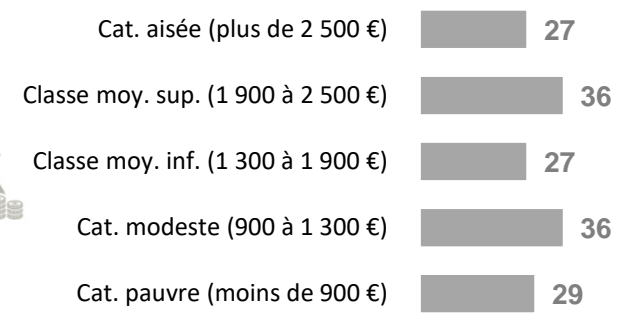 Cat. aisée (plus de 2 500 €) 27
Classe moy. sup. (1 900 à 2 500 €) 36
Classe moy. inf. (1 300 à 1 900 €) 27
Cat. modeste (900 à 1 300 €) 36
Cat. pauvre (moins de 900 €) 29